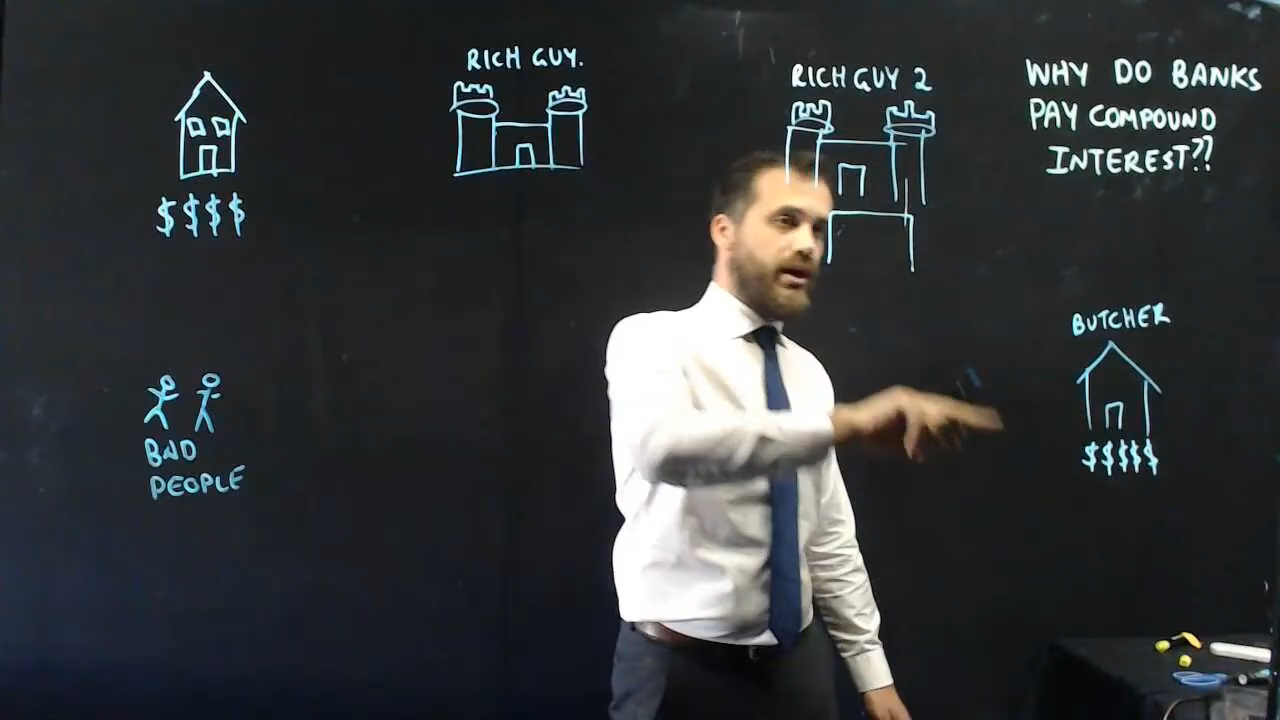 RICH GUY.
RICH GUY 2
WHY DO BANKS
PAY COMPOUND
INTEREST??
$$$$
BUTCHER
$$$$$
BAD
PEOPLE